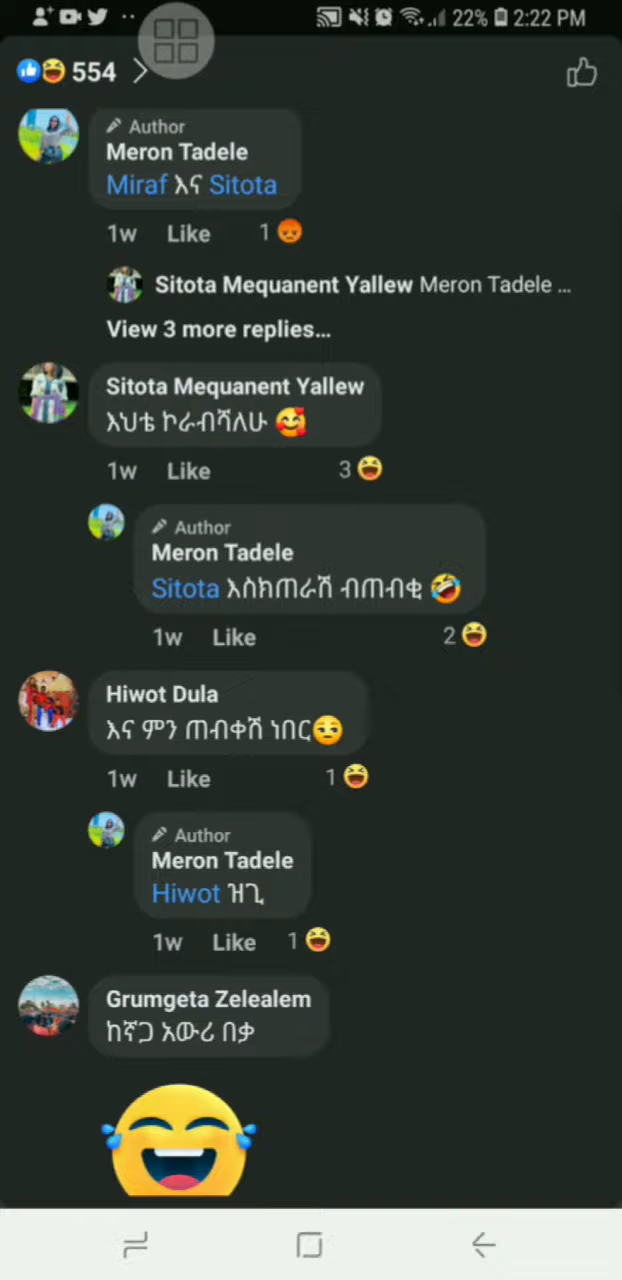 22% 2:22 PM
554
Author
Meron Tadele
Miraf እና Sitota
1w Like 1
Sitota Mequanent Yallew Meron Tadele ...
View 3 more replies...
Sitota Mequanent Yallew
እህቴ ኮራብሻለሁ
1w Like 3
Author
Meron Tadele
Sitota እስክጠራሽ ብጠብቂ
1w Like 2
Hiwot Dula
እና ምን ጠብቀሽ ነበር
1w Like 1
Author
Meron Tadele
Hiwot ዝጊ
1w Like 1
Grumgeta Zelealem
ከኛጋ አውሪ በቃ